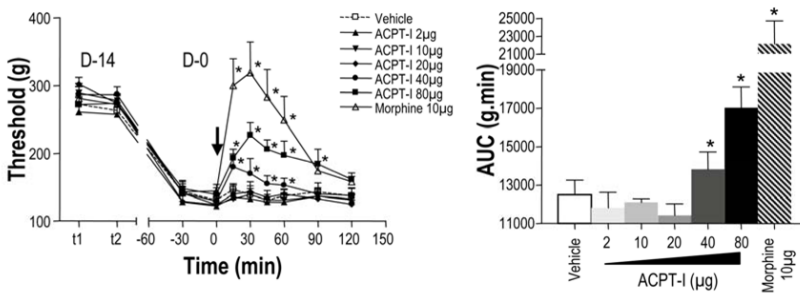 Threshold (g)
400
300
200
100
D-14
D-0
Vehicle
ACPT-I 2µg
ACPT-I 10µg
ACPT-I 20µg
ACPT-I 40µg
ACPT-I 80µg
Morphine 10µg
* * * *
* * * * *
* * * *
t1 t2 -60 -30 0 30 60 90 120 150
Time (min)
AUC (g,min)
25000
23000
21000
19000
17000
15000
13000
11000
*
*
*
Vehicle
2 10 20 40 80
Morphine
10µg
ACPT-I (µg)